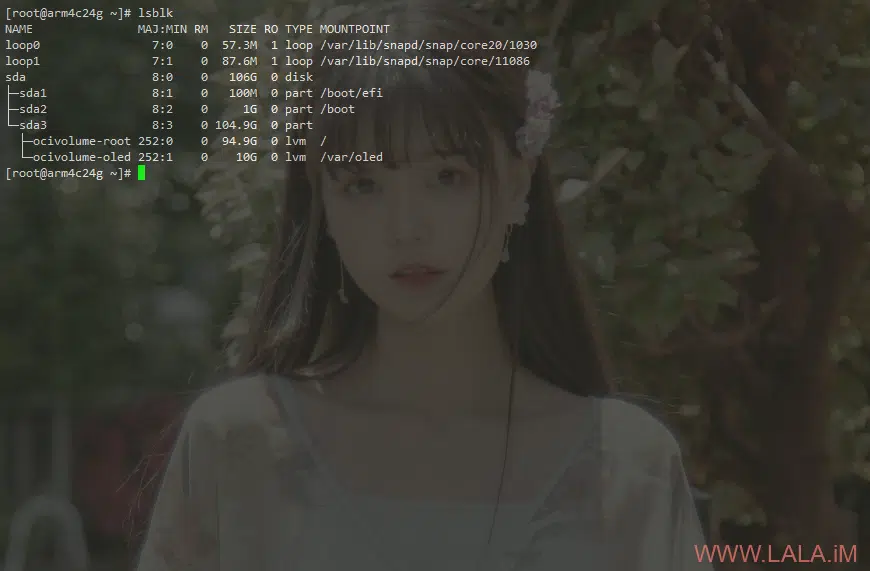 [root@arm4c24g ~]# lsblk
NAME               MAJ:MIN RM   SIZE RO TYPE MOUNTPOINT
loop0                7:0    0  57.3M  1 loop /var/lib/snapd/snap/core20/1030
loop1                7:1    0  87.6M  1 loop /var/lib/snapd/snap/core/11086
sda                  8:0    0   106G  0 disk
├─sda1               8:1    0   100M  0 part /boot/efi
├─sda2               8:2    0     1G  0 part /boot
└─sda3               8:3    0 104.9G  0 part
  ├─ocivolume-root 252:0    0  94.9G  0 lvm  /
  └─ocivolume-oled 252:1    0    10G  0 lvm  /var/oled
[root@arm4c24g ~]#
WWW.LALA.iM